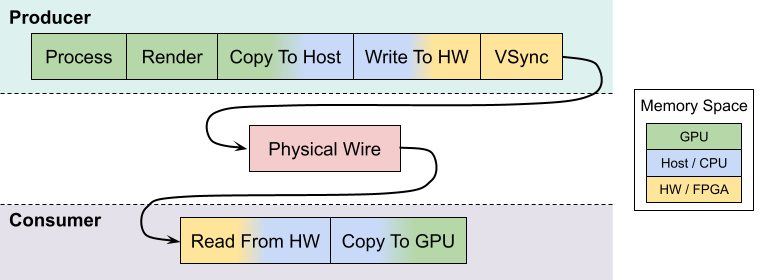 Producer
Process
Render
Copy To Host
Write To HW
VSync
Physical Wire
Consumer
Read From HW
Copy To GPU
Memory Space
GPU
Host / CPU
HW / FPGA